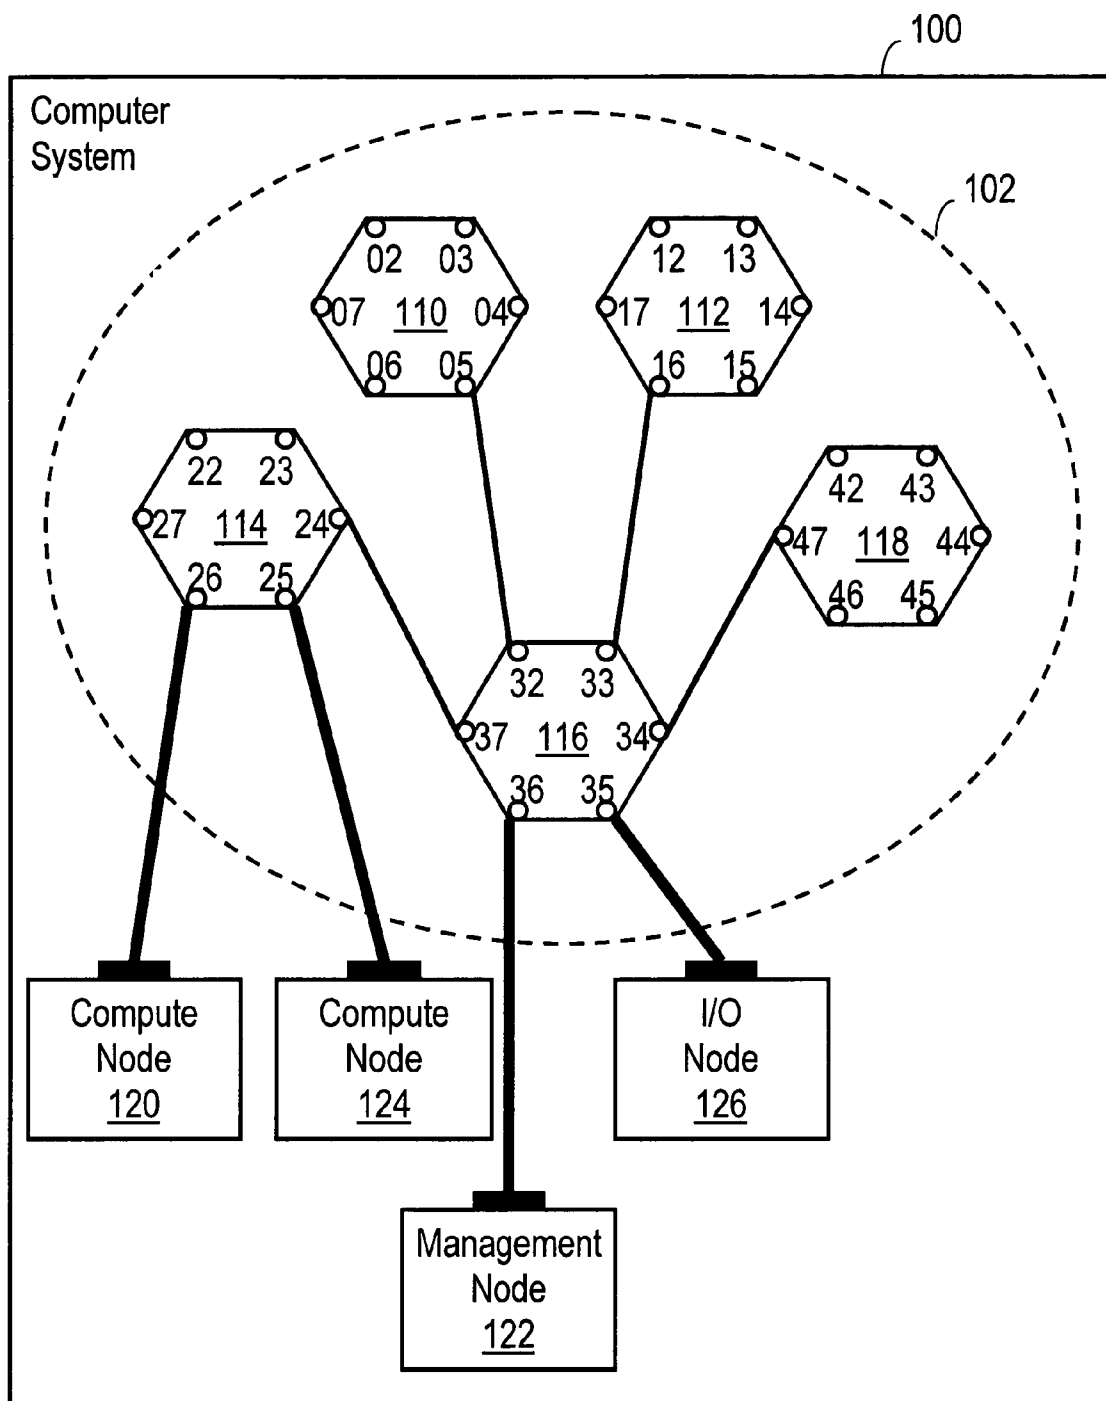 100
Computer
System
102
02 03
07 110 04
06 05
12 13
17 112 14
16 15
22 23
27 114 24
26 25
42 43
47 118 44
46 45
32 33
37 116 34
36 35
Compute
Node
120
Compute
Node
124
I/O
Node
126
Management
Node
122